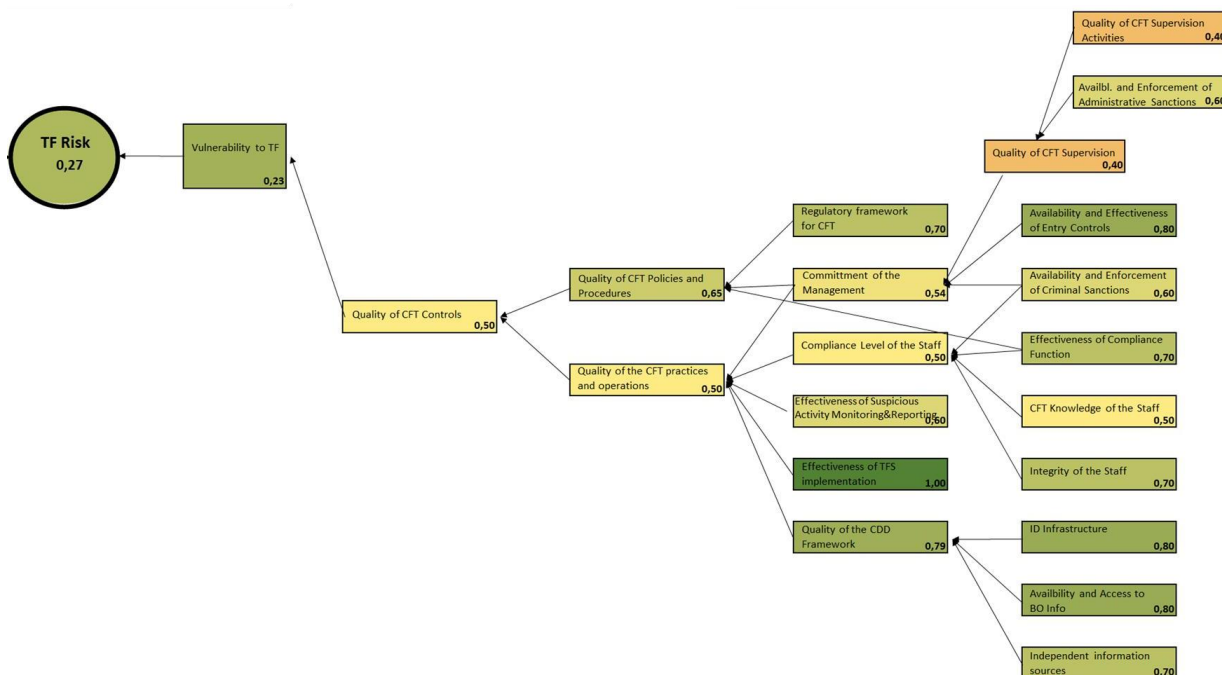 Quality of CFT Supervision
Activities
0,40
Availbl. and Enforcement of
Administrative Sanctions
0,60
TF Risk
0,27
Vulnerability to TF
0,23
Quality of CFT Supervision
0,40
Regulatory framework
for CFT
0,70
Availability and Effectiveness
of Entry Controls
0,80
Quality of CFT Policies and
Procedures
0,65
Committment of the
Management
0,54
Availability and Enforcement
of Criminal Sanctions
0,60
Quality of CFT Controls
0,50
Compliance Level of the Staff
0,50
Effectiveness of Compliance
Function
0,70
Quality of the CFT practices
and operations
0,50
Effectiveness of Suspicious
Activity Monitoring&Reporting
0,60
CFT Knowledge of the Staff
0,50
Effectiveness of TFS
implementation
1,00
Integrity of the Staff
0,70
Quality of the CDD
Framework
0,79
ID Infrastructure
0,80
Availbility and Access to
BO Info
0,80
Independent information
sources
0,70